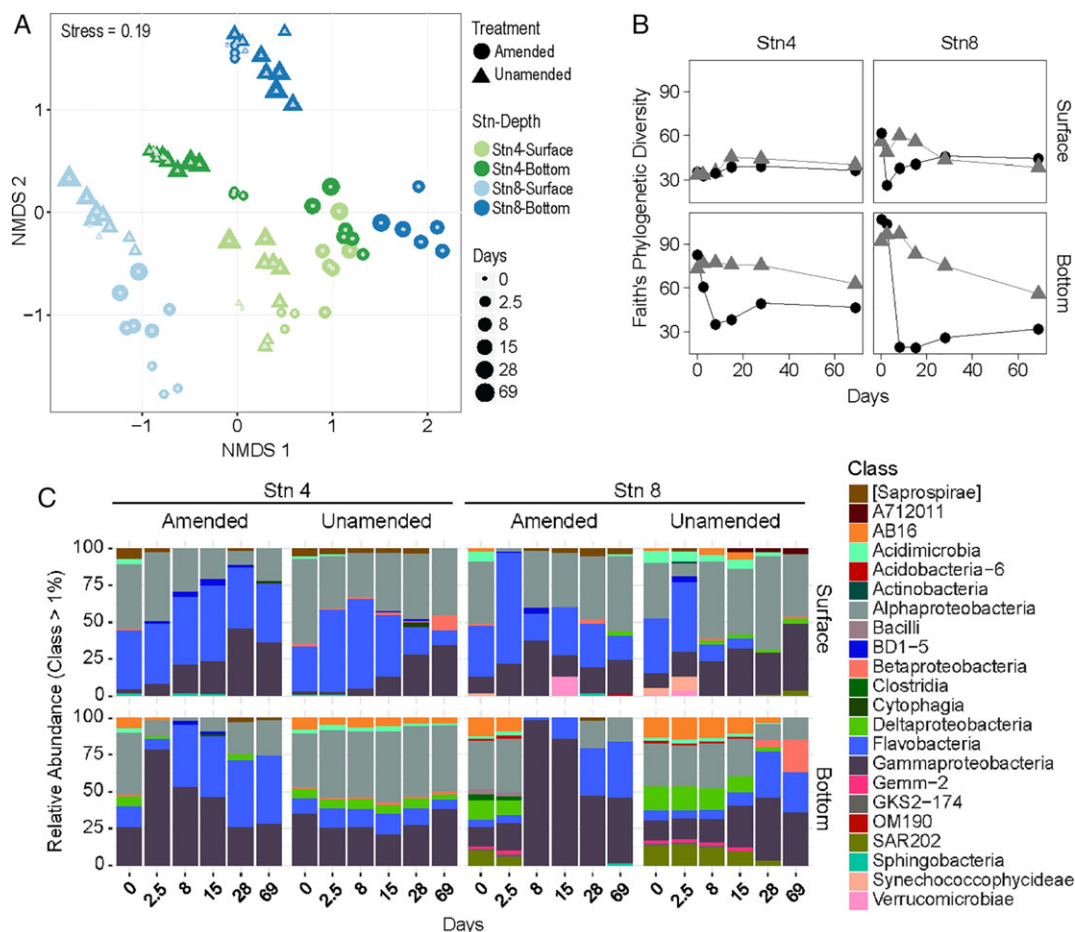 A
Stress = 0.19
1
0
−1
−1
0
1
2
NMDS 1
NMDS 2
Treatment
Amended
Unamended
Stn-Depth
Stn4-Surface
Stn4-Bottom
Stn8-Surface
Stn8-Bottom
Days
0
2.5
8
15
28
69
B
Stn4
Stn8
Faith's Phylogenetic Diversity
90
60
30
90
60
30
Surface
Bottom
0
20
40
60
0
20
40
60
Days
C
Stn 4
Stn 8
Amended
Unamended
Amended
Unamended
Relative Abundance (Class > 1%)
100
75
50
25
0
100
75
50
25
0
Surface
Bottom
0 2.5 8 15 28 69 0 2.5 8 15 28 69 0 2.5 8 15 28 69 0 2.5 8 15 28 69
Days
Class
[Saprospirae]
A712011
AB16
Acidimicrobia
Acidobacteria-6
Actinobacteria
Alphaproteobacteria
Bacilli
BD1-5
Betaproteobacteria
Clostridia
Cytophagia
Deltaproteobacteria
Flavobacteria
Gammaproteobacteria
Gemm-2
GKS2-174
OM190
SAR202
Sphingobacteria
Synechococcophycideae
Verrucomicrobiae